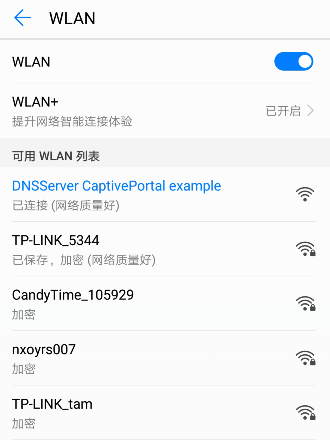 WLAN
WLAN
WLAN+
提升网络智能连接体验
已开启
可用 WLAN 列表
DNSServer CaptivePortal example
已连接 (网络质量好)
TP-LINK_5344
已保存，加密 (网络质量好)
CandyTime_105929
加密
nxoyrs007
加密
TP-LINK_tam
加密